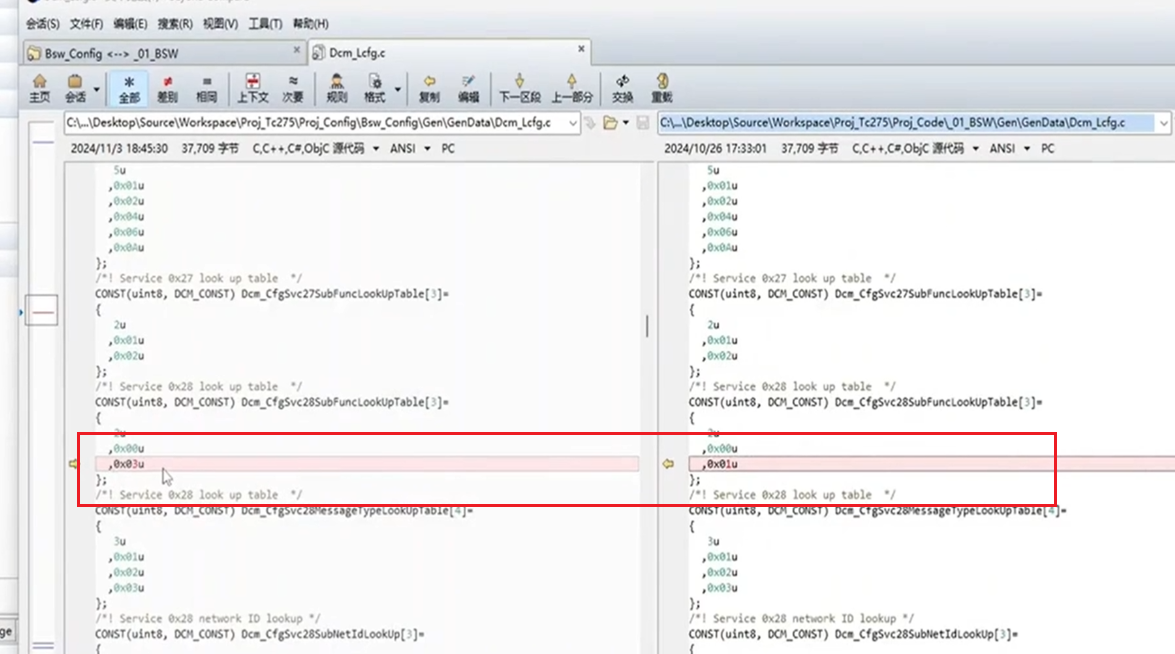 会话(S) 文件(F) 编辑(E) 搜索(R) 视图(V) 工具(T) 帮助(H)
Bsw_Config <--> _01_BSW × Dcm_Lcfg.c ×
主页 会话 全部 差别 相同 上下文 次要 规则 格式 复制 编辑 下一区段 上一部分 交换 重载
C:\...\Desktop\Source\Workspace\Proj_Tc275\Proj_Config\Bsw_Config\Gen\GenData\Dcm_Lcfg.c
2024/11/3 18:45:30 37,709 字节 C,C++,C#,ObjC 源代码 ANSI PC
5u
,0x01u
,0x02u
,0x04u
,0x06u
,0x0Au
};
/*! Service 0x27 look up table */
CONST(uint8, DCM_CONST) Dcm_CfgSvc27SubFuncLookUpTable[3]=
{
2u
,0x01u
,0x02u
};
/*! Service 0x28 look up table */
CONST(uint8, DCM_CONST) Dcm_CfgSvc28SubFuncLookUpTable[3]=
{
2u
,0x00u
,0x03u
};
/*! Service 0x28 look up table */
CONST(uint8, DCM_CONST) Dcm_CfgSvc28MessageTypeLookUpTable[4]=
{
3u
,0x01u
,0x02u
,0x03u
};
/*! Service 0x28 network ID lookup */
CONST(uint8, DCM_CONST) Dcm_CfgSvc28SubNetIdLookUp[3]=
{
C:\...\Desktop\Source\Workspace\Proj_Tc275\Proj_Code\_01_BSW\Gen\GenData\Dcm_Lcfg.c
2024/10/26 17:33:01 37,709 字节 C,C++,C#,ObjC 源代码 ANSI PC
5u
,0x01u
,0x02u
,0x04u
,0x06u
,0x0Au
};
/*! Service 0x27 look up table */
CONST(uint8, DCM_CONST) Dcm_CfgSvc27SubFuncLookUpTable[3]=
{
2u
,0x01u
,0x02u
};
/*! Service 0x28 look up table */
CONST(uint8, DCM_CONST) Dcm_CfgSvc28SubFuncLookUpTable[3]=
{
2u
,0x00u
,0x01u
};
/*! Service 0x28 look up table */
CONST(uint8, DCM_CONST) Dcm_CfgSvc28MessageTypeLookUpTable[4]=
{
3u
,0x01u
,0x02u
,0x03u
};
/*! Service 0x28 network ID lookup */
CONST(uint8, DCM_CONST) Dcm_CfgSvc28SubNetIdLookUp[3]=
{
ge